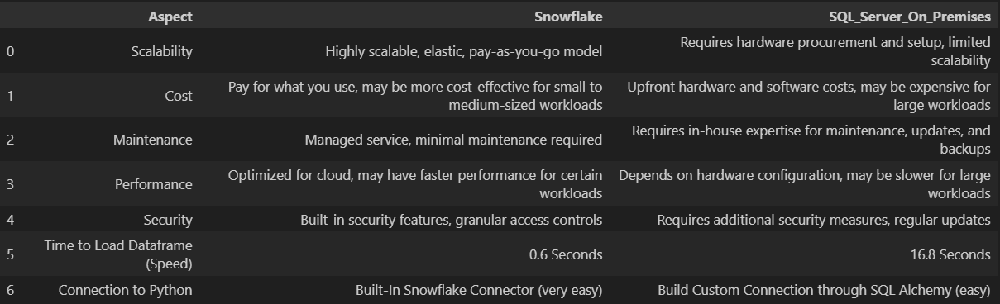 Aspect Snowflake SQL_Server_On_Premises
0 Scalability Highly scalable, elastic, pay-as-you-go model Requires hardware procurement and setup, limited
scalability
1 Cost Pay for what you use, may be more cost-effective for small to
medium-sized workloads
Upfront hardware and software costs, may be expensive for
large workloads
2 Maintenance Managed service, minimal maintenance required Requires in-house expertise for maintenance, updates, and
backups
3 Performance Optimized for cloud, may have faster performance for certain
workloads
Depends on hardware configuration, may be slower for large
workloads
4 Security Built-in security features, granular access controls Requires additional security measures, regular updates
5 Time to Load Dataframe
(Speed)
0.6 Seconds 16.8 Seconds
6 Connection to Python Built-In Snowflake Connector (very easy) Build Custom Connection through SQL Alchemy (easy)